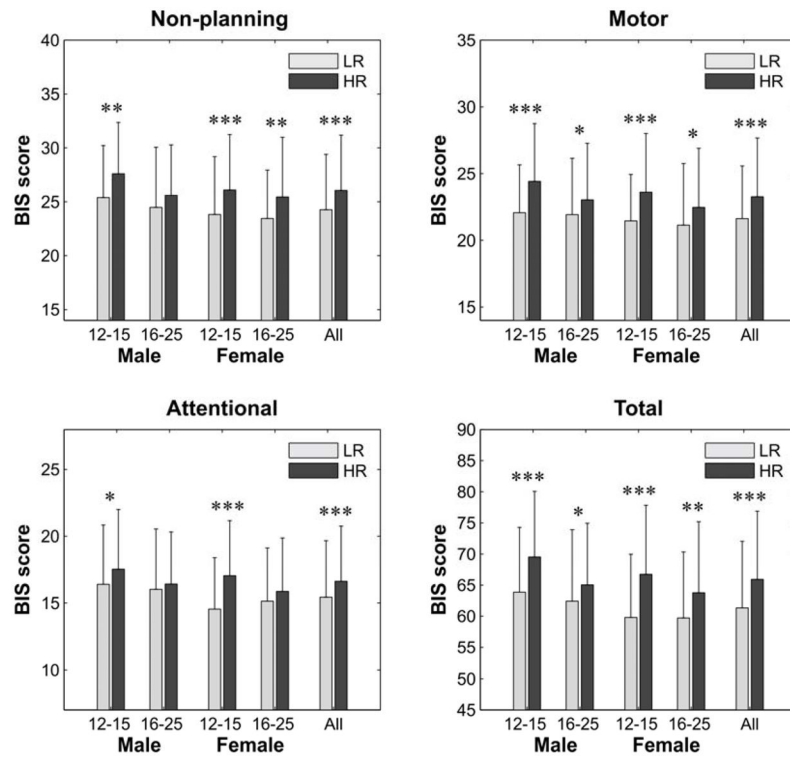 Non-planning
40
35
30
25
20
15
BIS score
LR
HR
**
***
**
***
12-15 16-25 12-15 16-25 All
Male Female
Motor
35
30
25
20
15
BIS score
LR
HR
***
*
***
*
***
12-15 16-25 12-15 16-25 All
Male Female
Attentional
25
20
15
10
BIS score
LR
HR
*
***
***
12-15 16-25 12-15 16-25 All
Male Female
Total
90
85
80
75
70
65
60
55
50
45
BIS score
LR
HR
***
*
***
**
***
12-15 16-25 12-15 16-25 All
Male Female